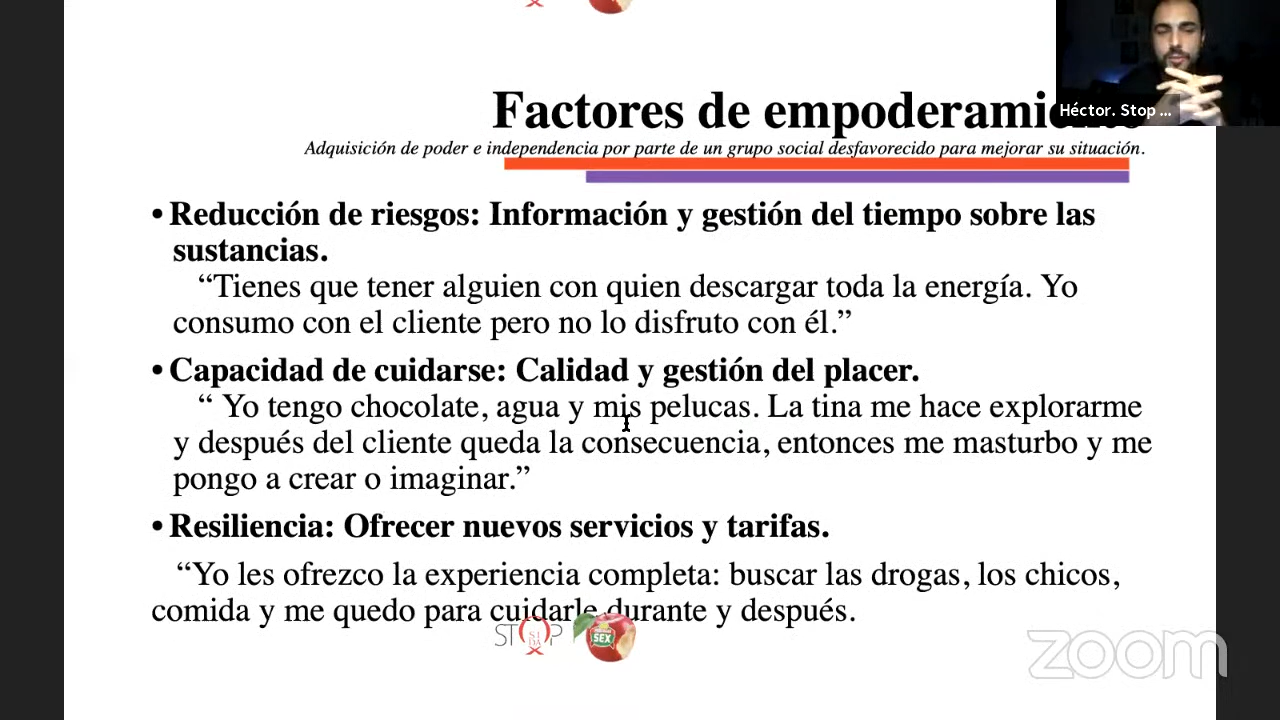 Factores de empoderamie
Héctor. Stop ...
Adquisición de poder e independencia por parte de un grupo social desfavorecido para mejorar su situación.
• Reducción de riesgos: Información y gestión del tiempo sobre las
sustancias.
“Tienes que tener alguien con quien descargar toda la energía. Yo
consumo con el cliente pero no lo disfruto con él.”
• Capacidad de cuidarse: Calidad y gestión del placer.
“ Yo tengo chocolate, agua y mis pelucas. La tina me hace explorarme
y después del cliente queda la consecuencia, entonces me masturbo y me
pongo a crear o imaginar.”
• Resiliencia: Ofrecer nuevos servicios y tarifas.
“Yo les ofrezco la experiencia completa: buscar las drogas, los chicos,
comida y me quedo para cuidarle durante y después.
STOP
SIDA
SEX
zoom